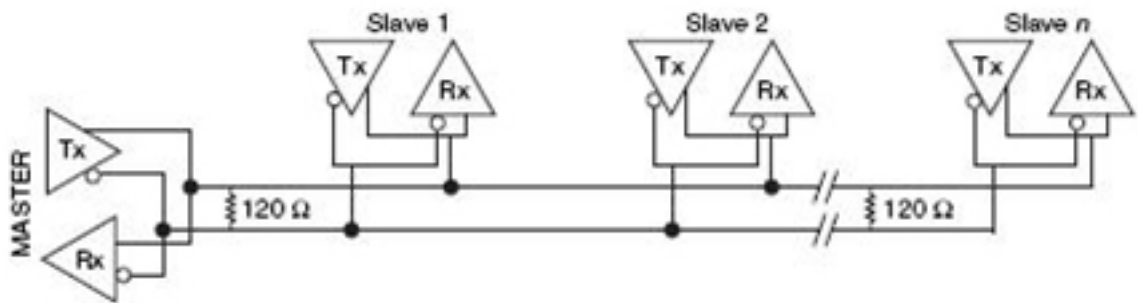 Slave 1
Slave 2
Slave n
Tx
Rx
Tx
Rx
Tx
Rx
MASTER
Tx
Rx
120 Ω
120 Ω